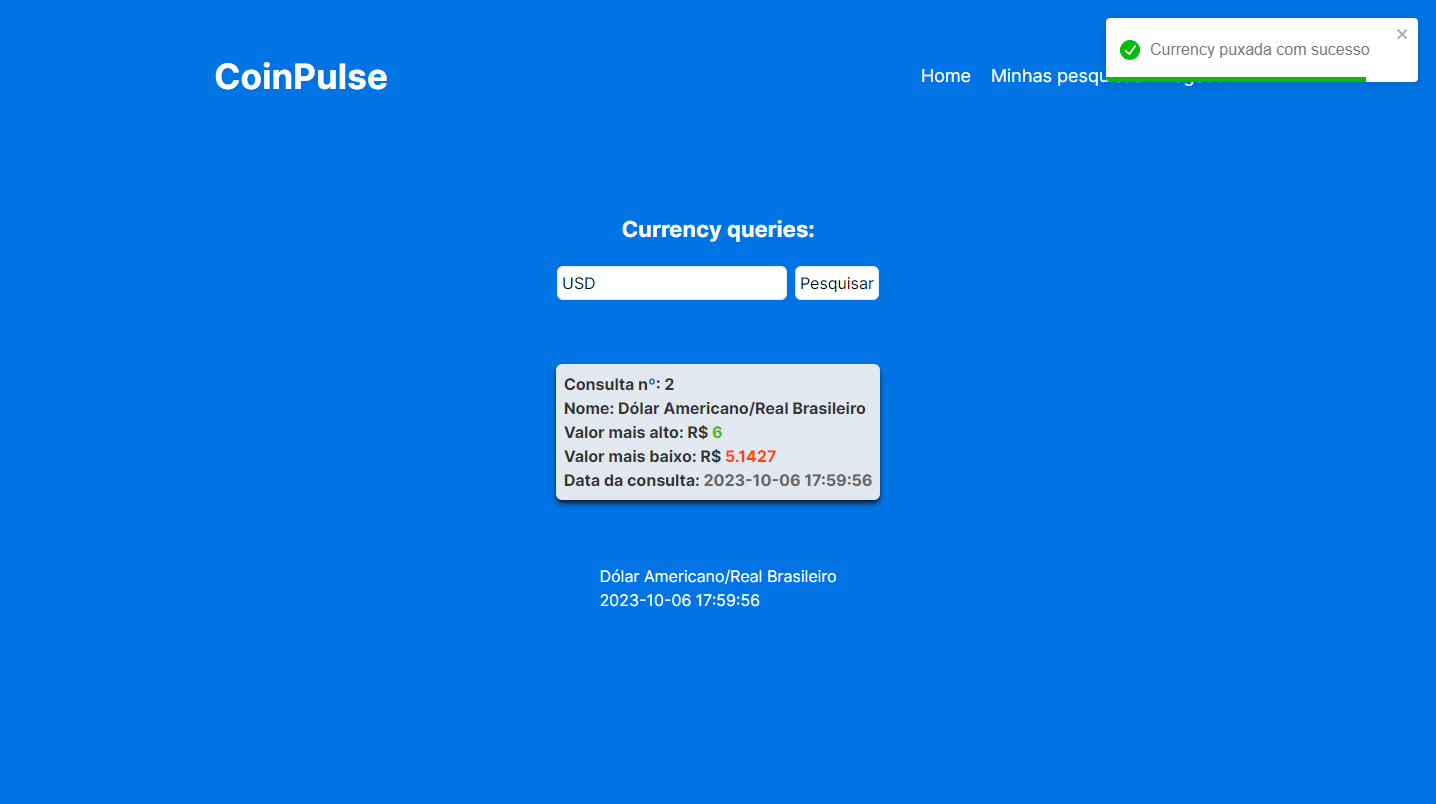 CoinPulse
Home
Minhas
Currency puxada com sucesso
Currency queries:
USD
Pesquisar
Consulta nº: 2
Nome: Dólar Americano/Real Brasileiro
Valor mais alto: R$ 6
Valor mais baixo: R$ 5.1427
Data da consulta: 2023-10-06 17:59:56
Dólar Americano/Real Brasileiro
2023-10-06 17:59:56